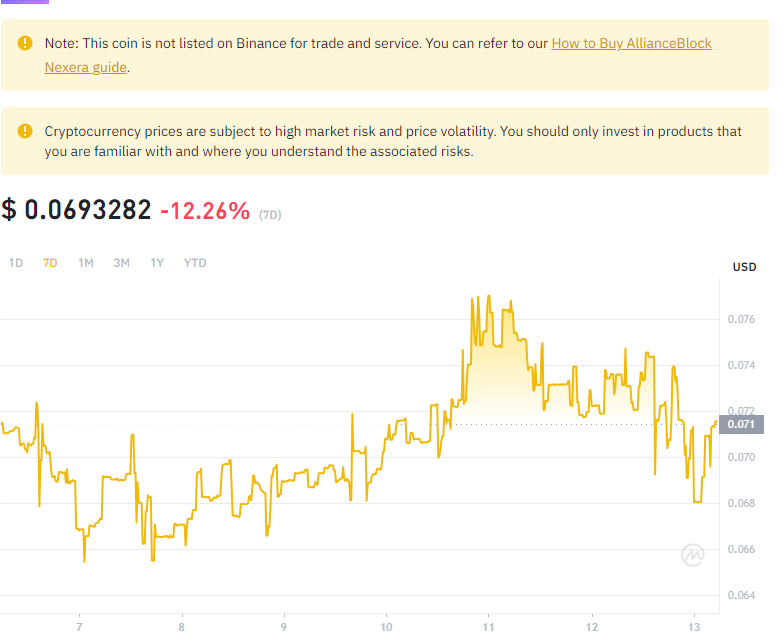 Note: This coin is not listed on Binance for trade and service. You can refer to our How to Buy AllianceBlock
Nexera guide.
Cryptocurrency prices are subject to high market risk and price volatility. You should only invest in products that
you are familiar with and where you understand the associated risks.
$ 0.0693282 -12.26% (7D)
1D 7D 1M 3M 1Y YTD
USD
0.076
0.074
0.072
0.071
0.070
0.068
0.066
0.064
7 8 9 10 11 12 13